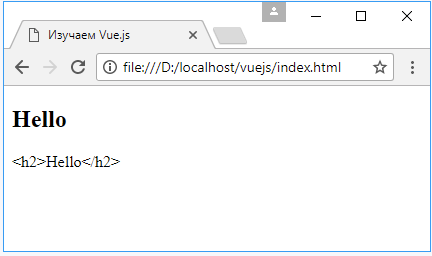 Изучаем Vue.js
file:///D:/localhost/vuejs/index.html
Hello
<h2>Hello</h2>